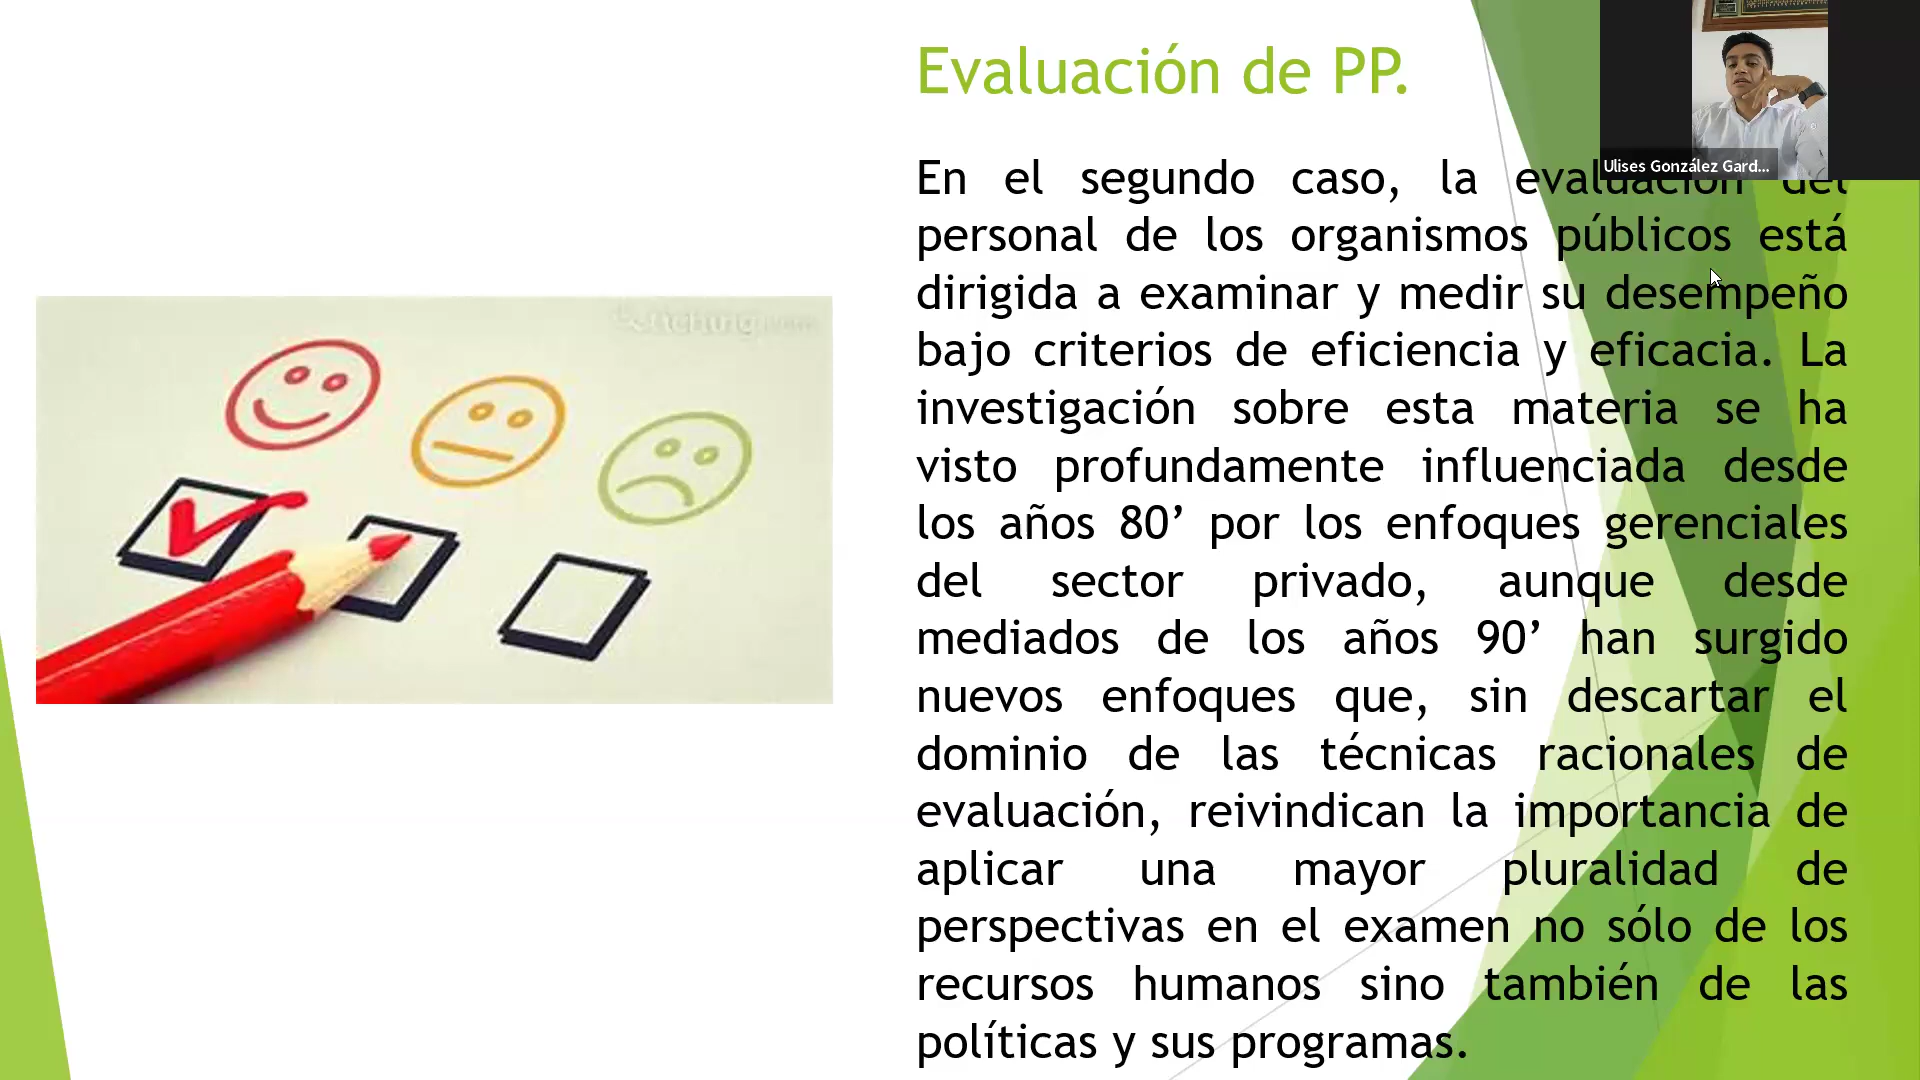 Evaluación de PP.
Ulises González Gard...
En el segundo caso, la evaluación del
personal de los organismos públicos está
dirigida a examinar y medir su desempeño
bajo criterios de eficiencia y eficacia. La
investigación sobre esta materia se ha
visto profundamente influenciada desde
los años 80’ por los enfoques gerenciales
del sector privado, aunque desde
mediados de los años 90’ han surgido
nuevos enfoques que, sin descartar el
dominio de las técnicas racionales de
evaluación, reivindican la importancia de
aplicar una mayor pluralidad de
perspectivas en el examen no sólo de los
recursos humanos sino también de las
políticas y sus programas.